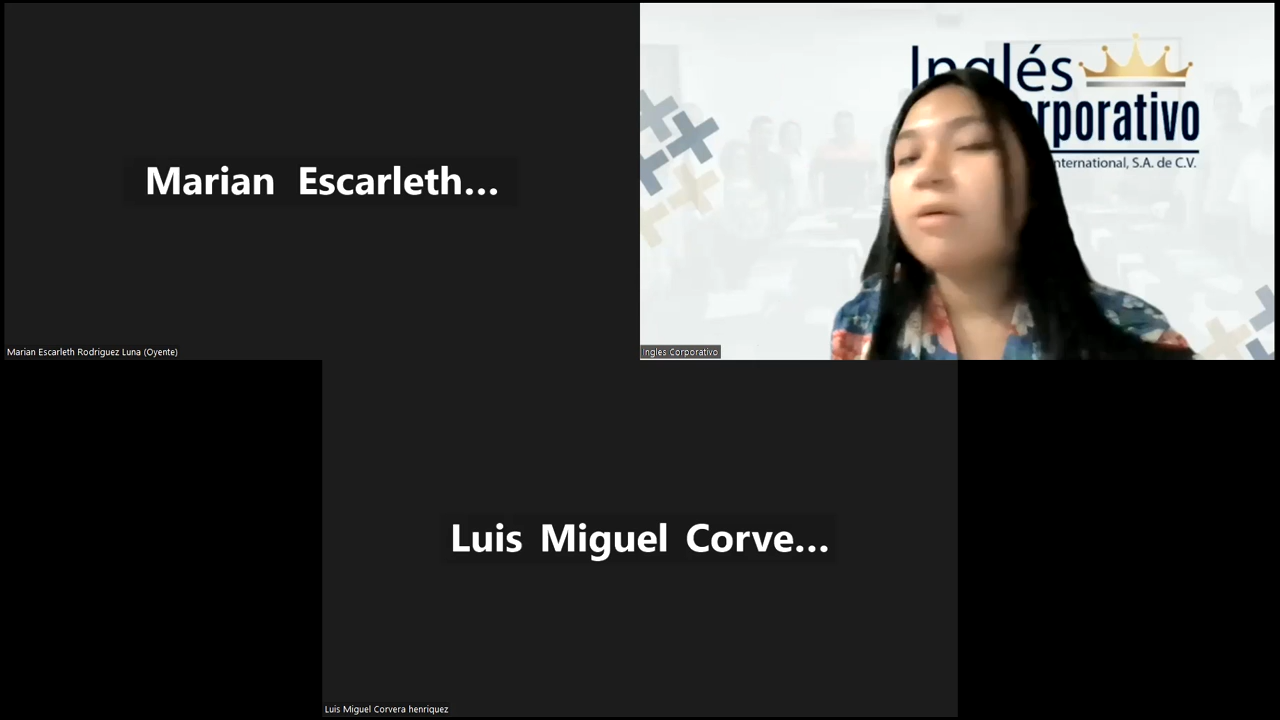 Marian Escarleth...
Marian Escarleth Rodriguez Luna (Oyente)
Inglés
rporativo
nternational, S.A. de C.V.
Ingles Corporativo
Luis Miguel Corve...
Luis Miguel Corvera henriquez